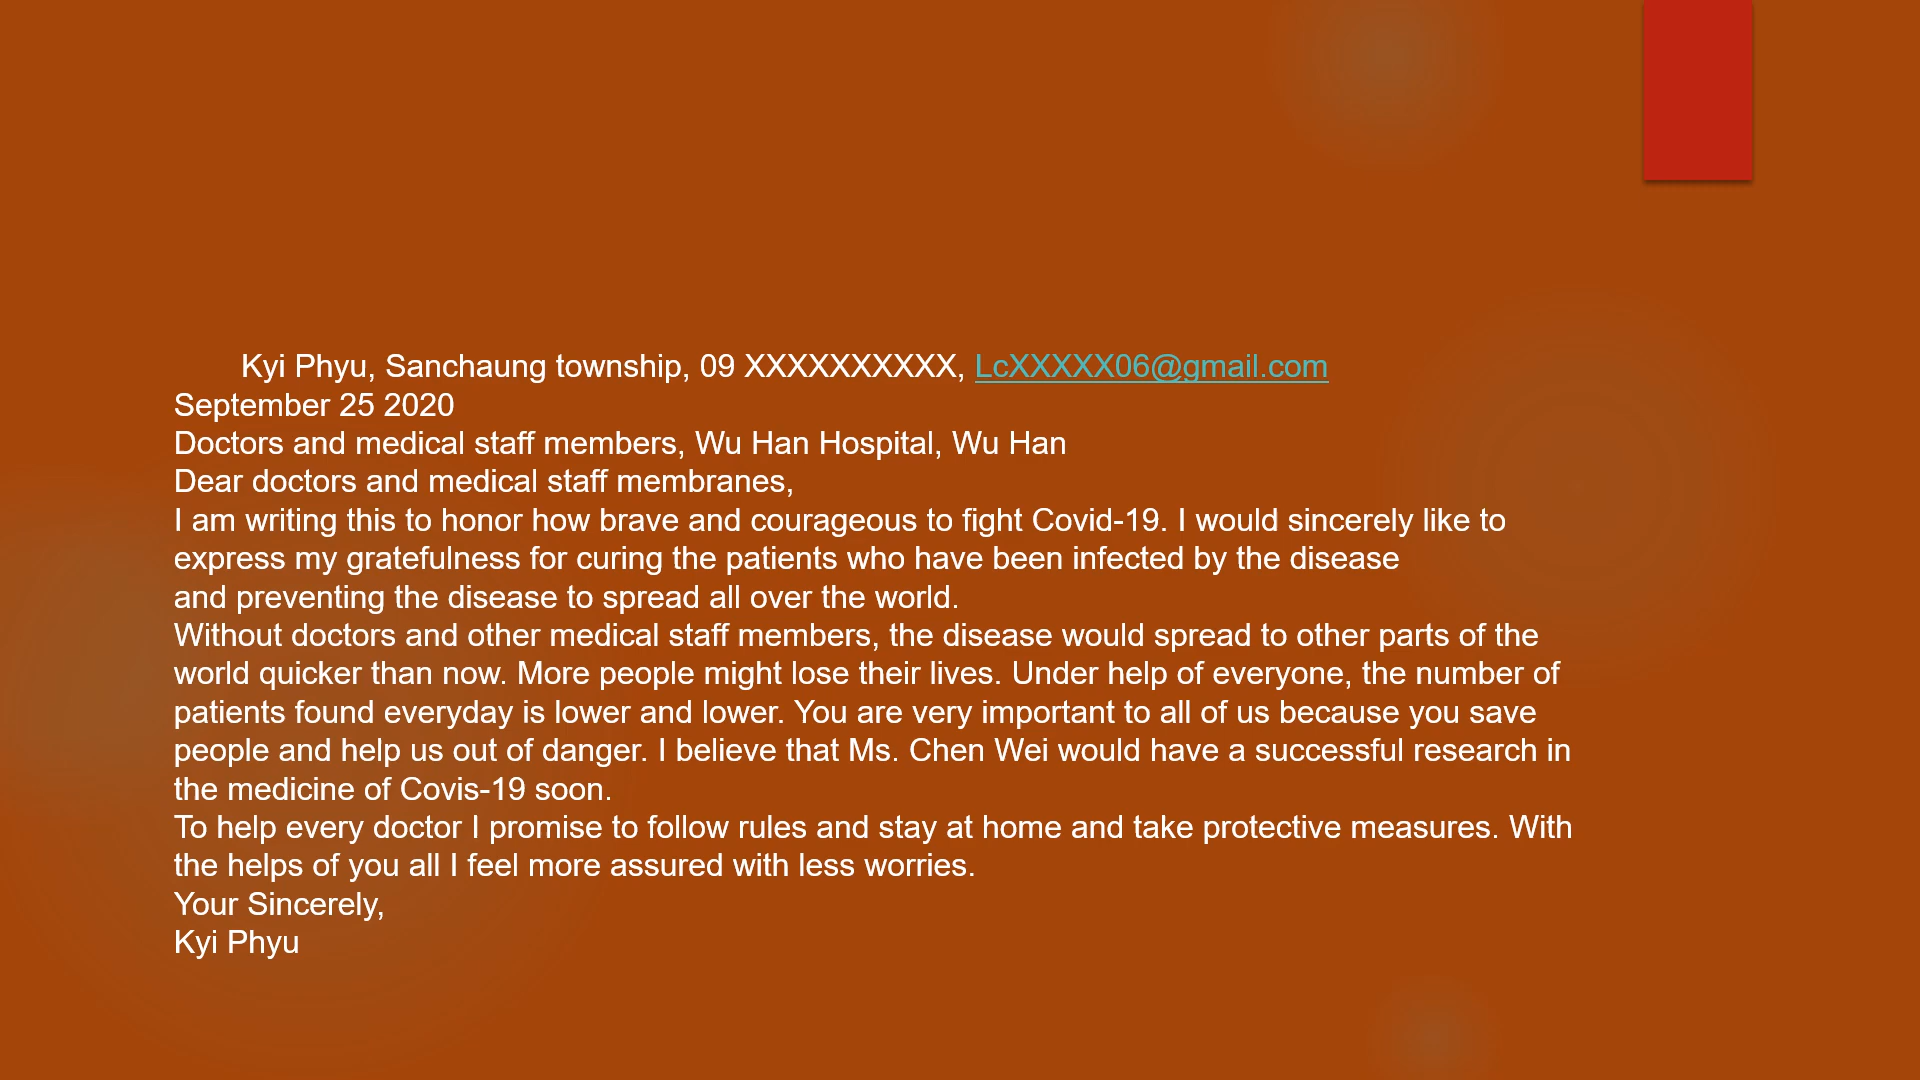 Kyi Phyu, Sanchaung township, 09 XXXXXXXXXX, LcXXXXX06@gmail.com
September 25 2020
Doctors and medical staff members, Wu Han Hospital, Wu Han
Dear doctors and medical staff membranes,
I am writing this to honor how brave and courageous to fight Covid-19. I would sincerely like to
express my gratefulness for curing the patients who have been infected by the disease
and preventing the disease to spread all over the world.
Without doctors and other medical staff members, the disease would spread to other parts of the
world quicker than now. More people might lose their lives. Under help of everyone, the number of
patients found everyday is lower and lower. You are very important to all of us because you save
people and help us out of danger. I believe that Ms. Chen Wei would have a successful research in
the medicine of Covis-19 soon.
To help every doctor I promise to follow rules and stay at home and take protective measures. With
the helps of you all I feel more assured with less worries.
Your Sincerely,
Kyi Phyu